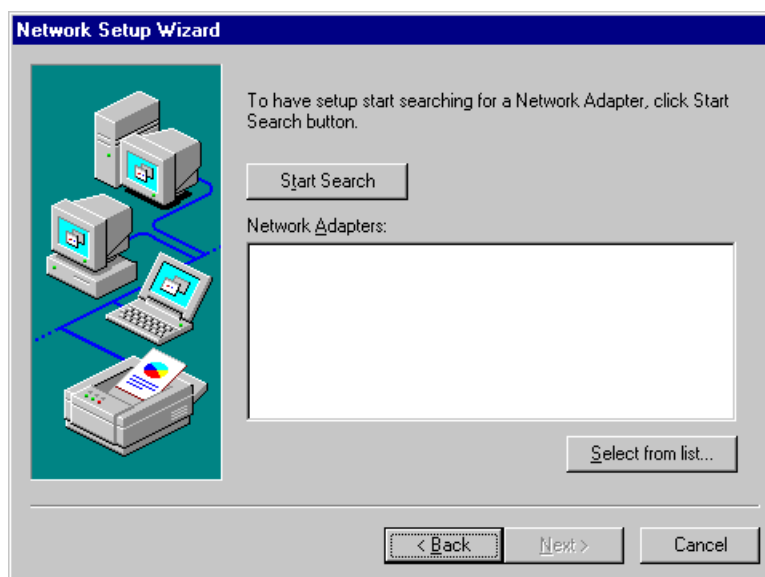 Network Setup Wizard
To have setup start searching for a Network Adapter, click Start
Search button.
Start Search
Network Adapters:
Select from list...
< Back
Next >
Cancel